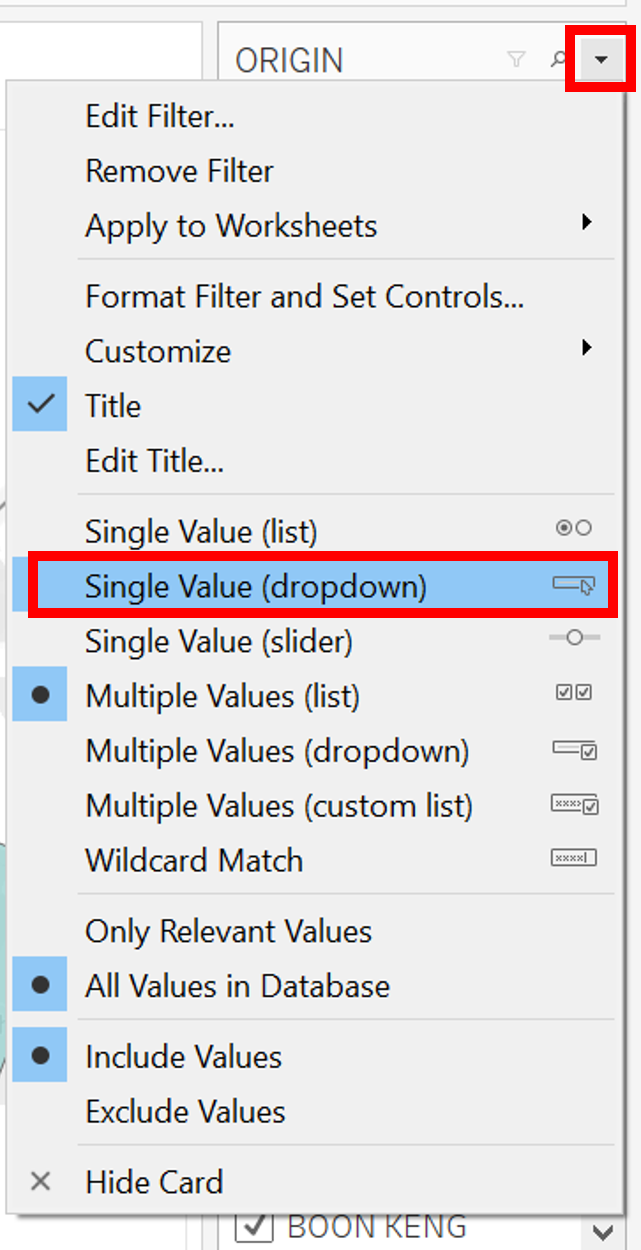 ORIGIN
Edit Filter...
Remove Filter
Apply to Worksheets
Format Filter and Set Controls...
Customize
Title
Edit Title...
Single Value (list)
Single Value (dropdown)
Single Value (slider)
Multiple Values (list)
Multiple Values (dropdown)
Multiple Values (custom list)
Wildcard Match
Only Relevant Values
All Values in Database
Include Values
Exclude Values
Hide Card
BOON KENG